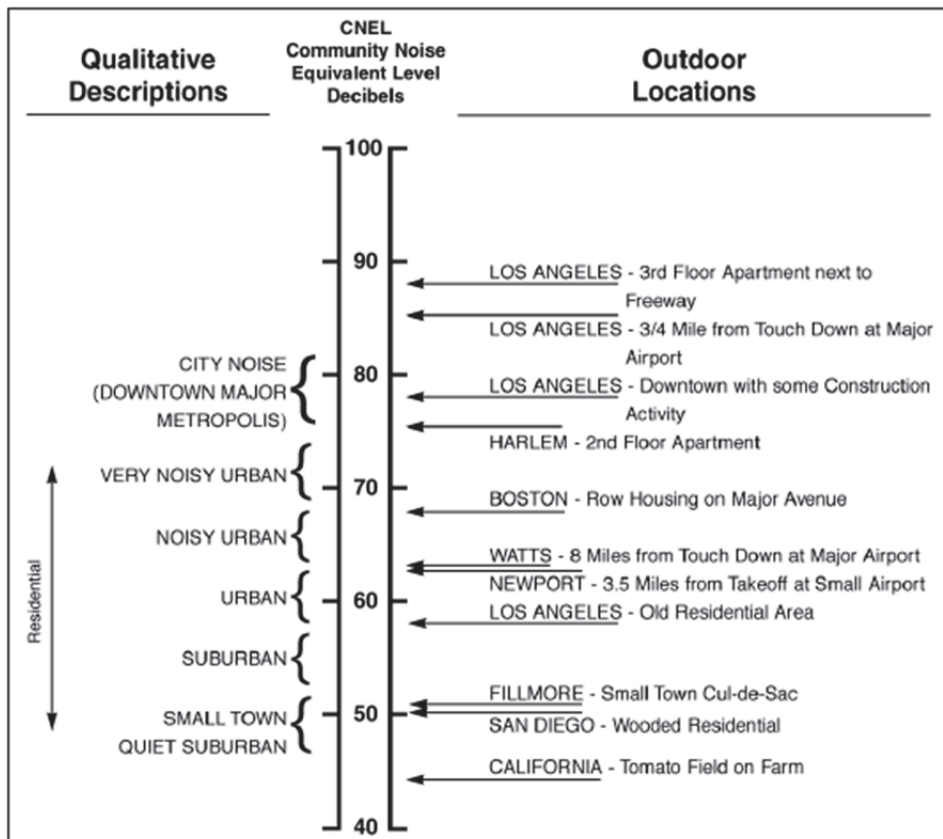 CNEL
Community Noise
Equivalent Level
Decibels
Qualitative
Descriptions
Outdoor
Locations
100
90
80
70
60
50
40
CITY NOISE
(DOWNTOWN MAJOR
METROPOLIS)
VERY NOISY URBAN
NOISY URBAN
URBAN
SUBURBAN
SMALL TOWN
QUIET SUBURBAN
Residential
LOS ANGELES - 3rd Floor Apartment next to
Freeway
LOS ANGELES - 3/4 Mile from Touch Down at Major
Airport
LOS ANGELES - Downtown with some Construction
Activity
HARLEM - 2nd Floor Apartment
BOSTON - Row Housing on Major Avenue
WATTS - 8 Miles from Touch Down at Major Airport
NEWPORT - 3.5 Miles from Takeoff at Small Airport
LOS ANGELES - Old Residential Area
FILLMORE - Small Town Cul-de-Sac
SAN DIEGO - Wooded Residential
CALIFORNIA - Tomato Field on Farm